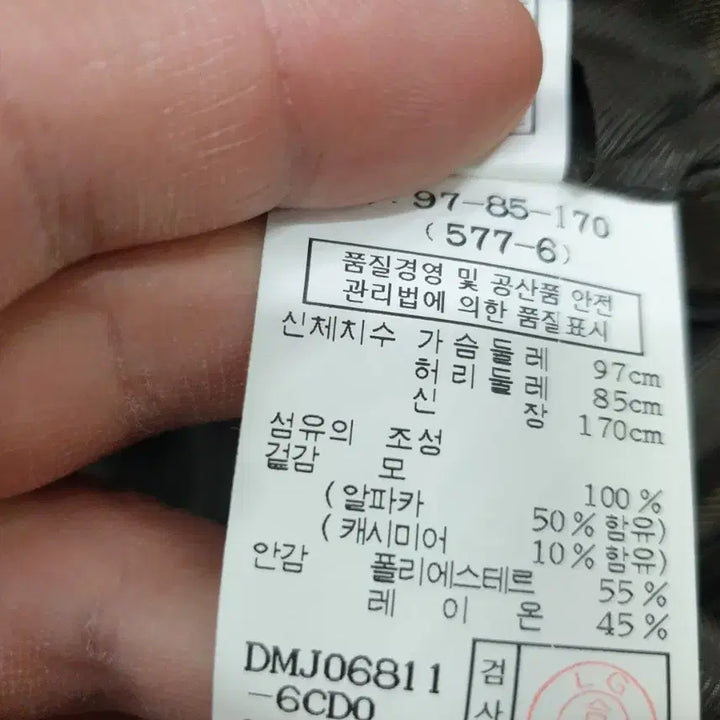 97-85-170
(577-6)
품질경영 및 공산품 안전
관리법에 의한 품질표시
신체치수 가슴둘레 97cm
허리둘레 85cm
신 장 170cm
섬유의 조성
겉감 모 100%
(알파카 50%함유)
(캐시미어 10%함유)
안감 폴리에스테르 55%
레 이 온 45%
DMJ06811
-6CD0
검
사
LG